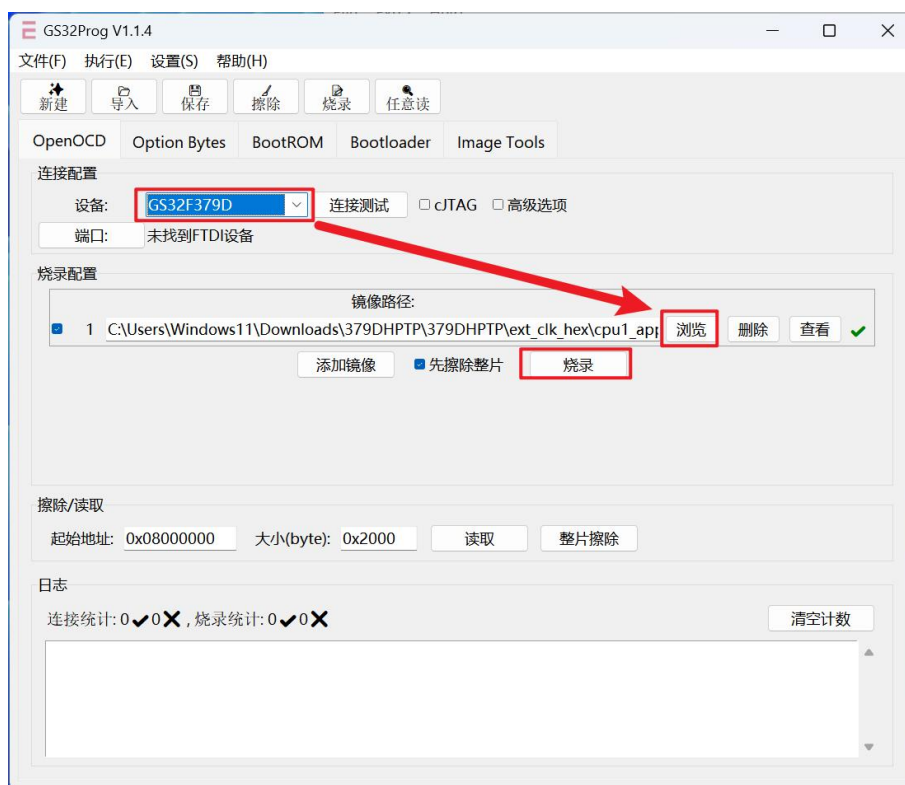 GS32Prog V1.1.4
文件(F) 执行(E) 设置(S) 帮助(H)
新建 导入 保存 擦除 烧录 任意读
OpenOCD Option Bytes BootROM Bootloader Image Tools
连接配置
设备: GS32F379D 连接测试 cJTAG 高级选项
端口: 未找到FTDI设备
烧录配置
镜像路径:
1 C:\Users\Windows11\Downloads\379DHPTP\379DHPTP\ext_clk_hex\cpu1_app 浏览 删除 查看
添加镜像 先擦除整片 烧录
擦除/读取
起始地址: 0x08000000 大小(byte): 0x2000 读取 整片擦除
日志
连接统计: 0✔0✖ , 烧录统计: 0✔0✖ 清空计数